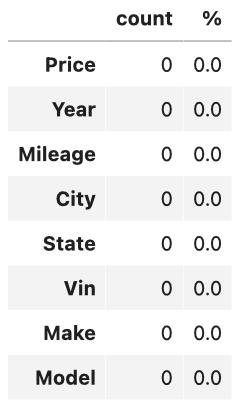 count %
Price 0 0.0
Year 0 0.0
Mileage 0 0.0
City 0 0.0
State 0 0.0
Vin 0 0.0
Make 0 0.0
Model 0 0.0